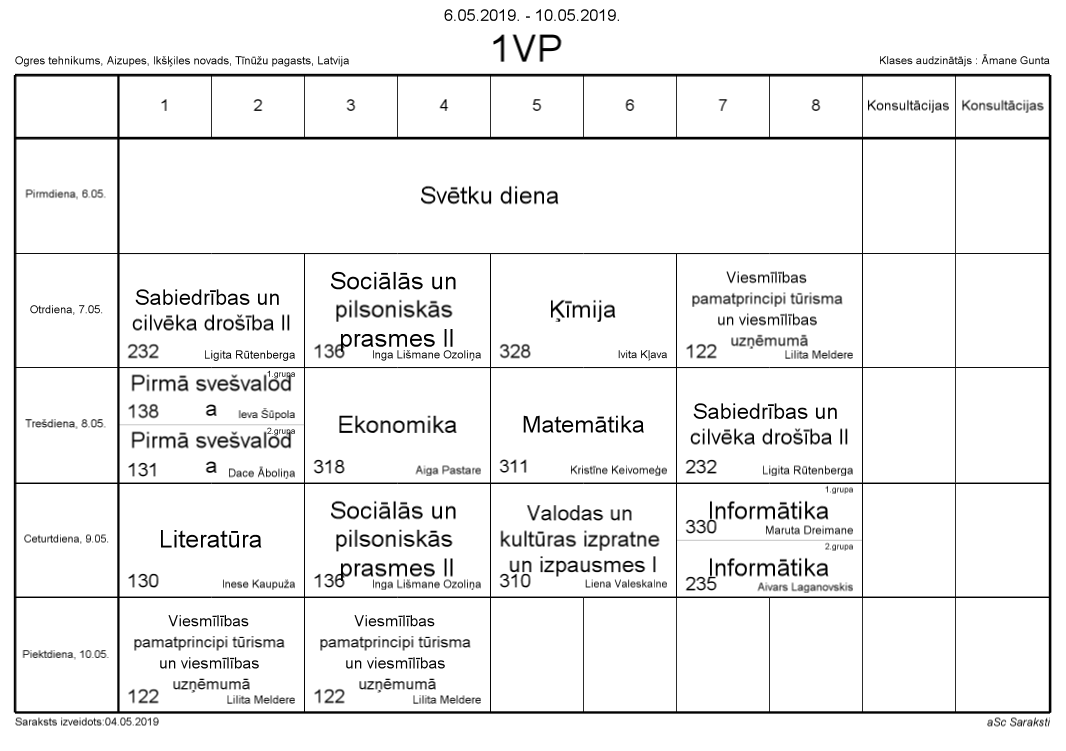 6.05.2019. - 10.05.2019.
1VP
Ogres tehnikums, Aizupes, Ikšķiles novads, Tīnūžu pagasts, Latvija
Klases audzinātājs : Āmane Gunta
1 2 3 4 5 6 7 8 Konsultācijas Konsultācijas
Pirmdiena, 6.05.
Svētku diena
Otrdiena, 7.05.
Sabiedrības un
cilvēka drošība II
232 Ligita Rūtenberga
Sociālās un
pilsoniskās
prasmes II
136 Inga Lišmane Ozoliņa
Ķīmija
328 Ivita Kļava
Viesmīlības
pamatprincipi tūrisma
un viesmīlības
uzņēmumā
122 Lilita Meldere
Trešdiena, 8.05.
1.grupa
Pirmā svešvalod
a
138 Ieva Šūpola
2.grupa
Pirmā svešvalod
a
131 Dace Āboliņa
Ekonomika
318 Aiga Pastare
Matemātika
311 Kristīne Keivomeģe
Sabiedrības un
cilvēka drošība II
232 Ligita Rūtenberga
Ceturtdiena, 9.05.
Literatūra
130 Inese Kaupuža
Sociālās un
pilsoniskās
prasmes II
136 Inga Lišmane Ozoliņa
Valodas un
kultūras izpratne
un izpausmes I
310 Liena Valeskalne
1.grupa
Informātika
330 Maruta Dreimane
2.grupa
Informātika
235 Aivars Laganovskis
Piektdiena, 10.05.
Viesmīlības
pamatprincipi tūrisma
un viesmīlības
uzņēmumā
122 Lilita Meldere
Viesmīlības
pamatprincipi tūrisma
un viesmīlības
uzņēmumā
122 Lilita Meldere
Saraksts izveidots:04.05.2019
aSc Saraksti